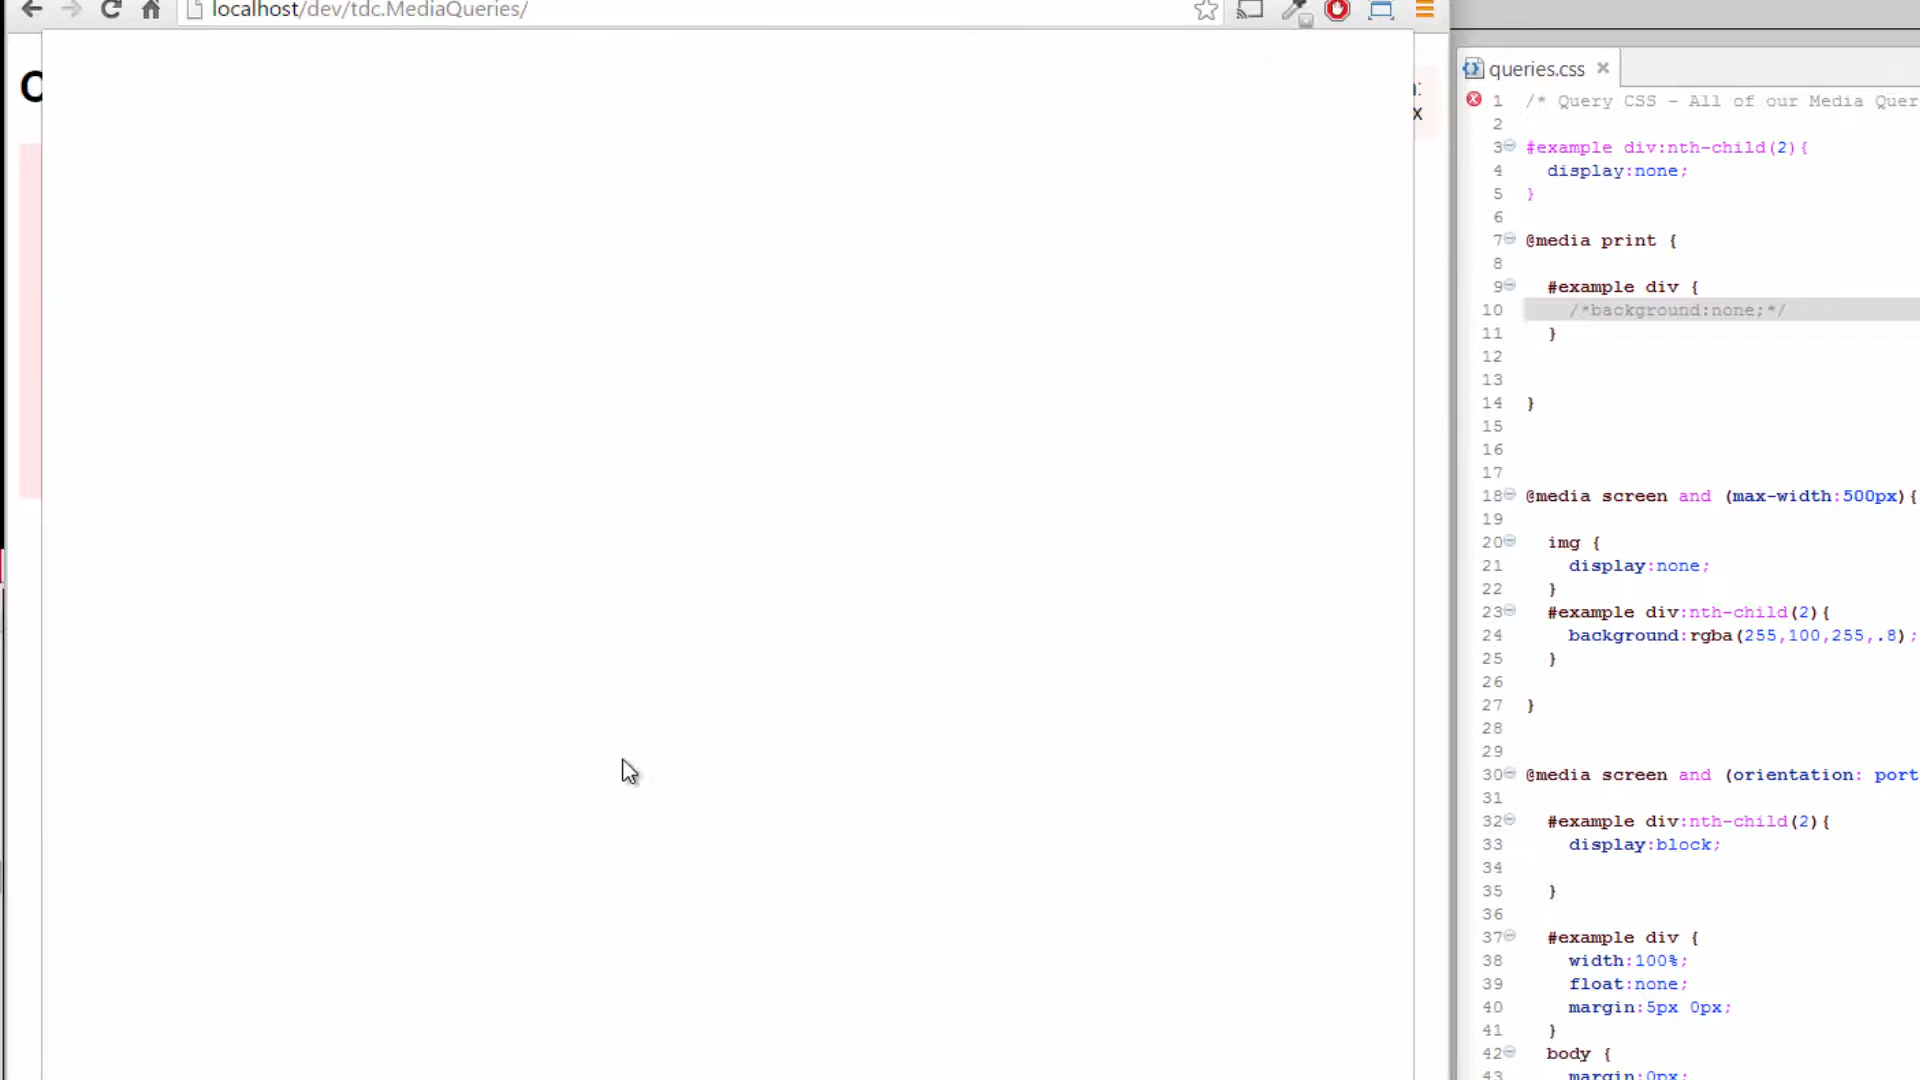 localhost/dev/tdc.MediaQueries/
queries.css
1 /* Query CSS - All of our Media Quer
2
3 #example div:nth-child(2){
4 display:none;
5 }
6
7 @media print {
8
9 #example div {
10 /*background:none;*/
11 }
12
13
14 }
15
16
17
18 @media screen and (max-width:500px){
19
20 img {
21 display:none;
22 }
23 #example div:nth-child(2){
24 background:rgba(255,100,255,.8);
25 }
26
27 }
28
29
30 @media screen and (orientation: port
31
32 #example div:nth-child(2){
33 display:block;
34
35 }
36
37 #example div {
38 width:100%;
39 float:none;
40 margin:5px 0px;
41 }
42 body {
43 margin:0px;